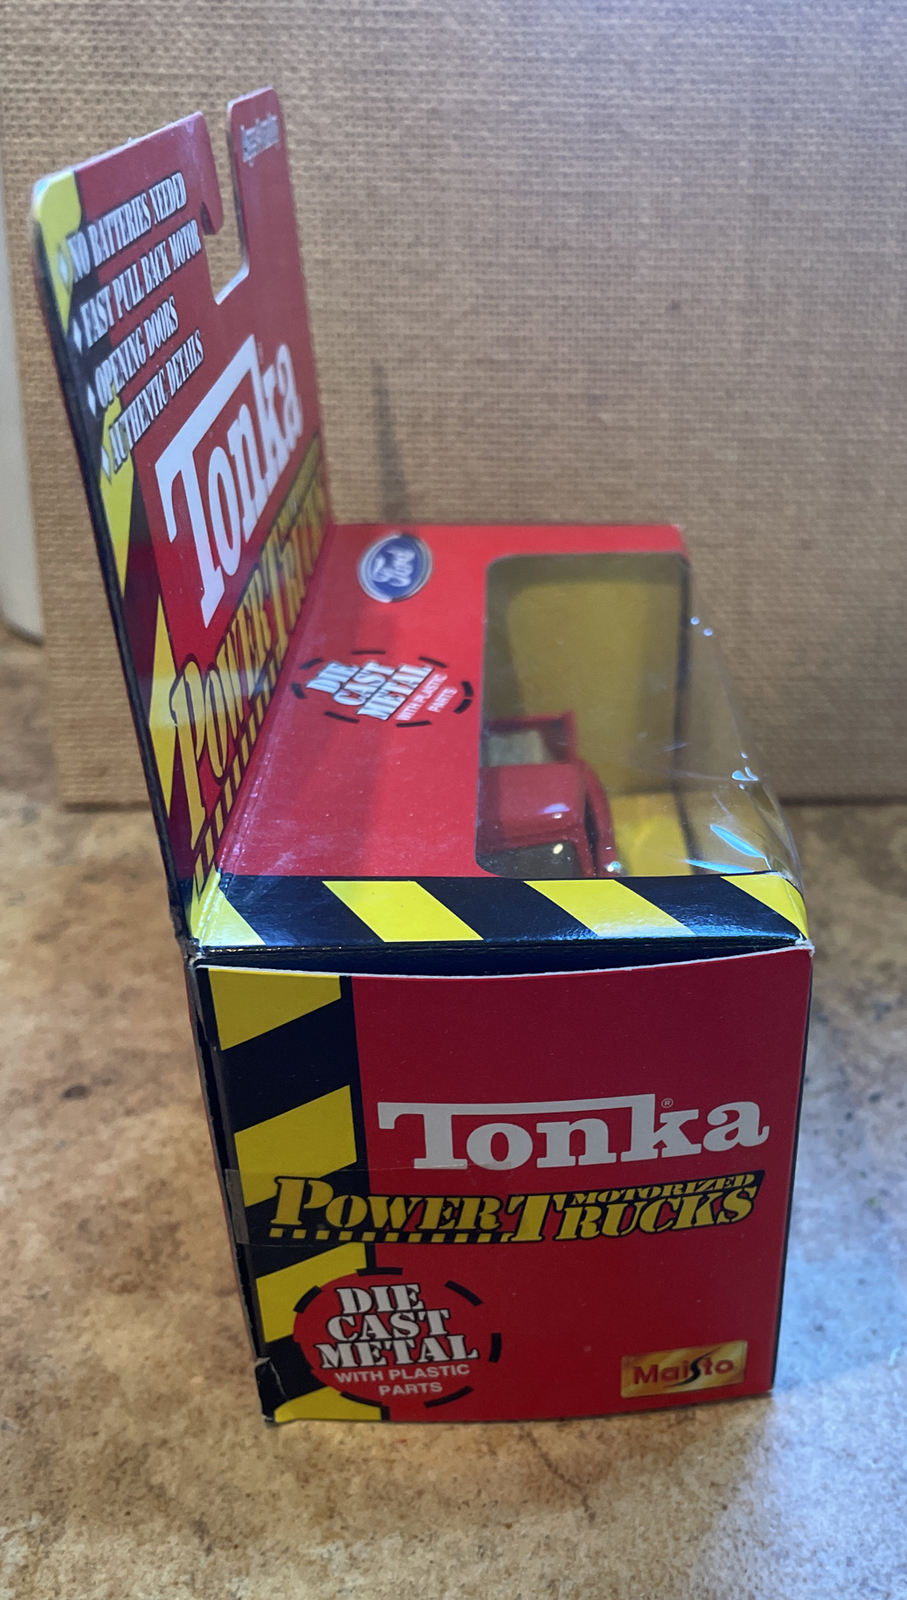 NO BATTERIES NEEDED
FAST PULL BACK MOTOR
OPENING DOORS
AUTHENTIC DETAILS
Tonka
POWER TRUCKS
Ford
DIE
CAST
METAL
WITH PLASTIC
PARTS
Tonka®
POWER MOTORIZED TRUCKS
DIE
CAST
METAL
WITH PLASTIC
PARTS
Maisto